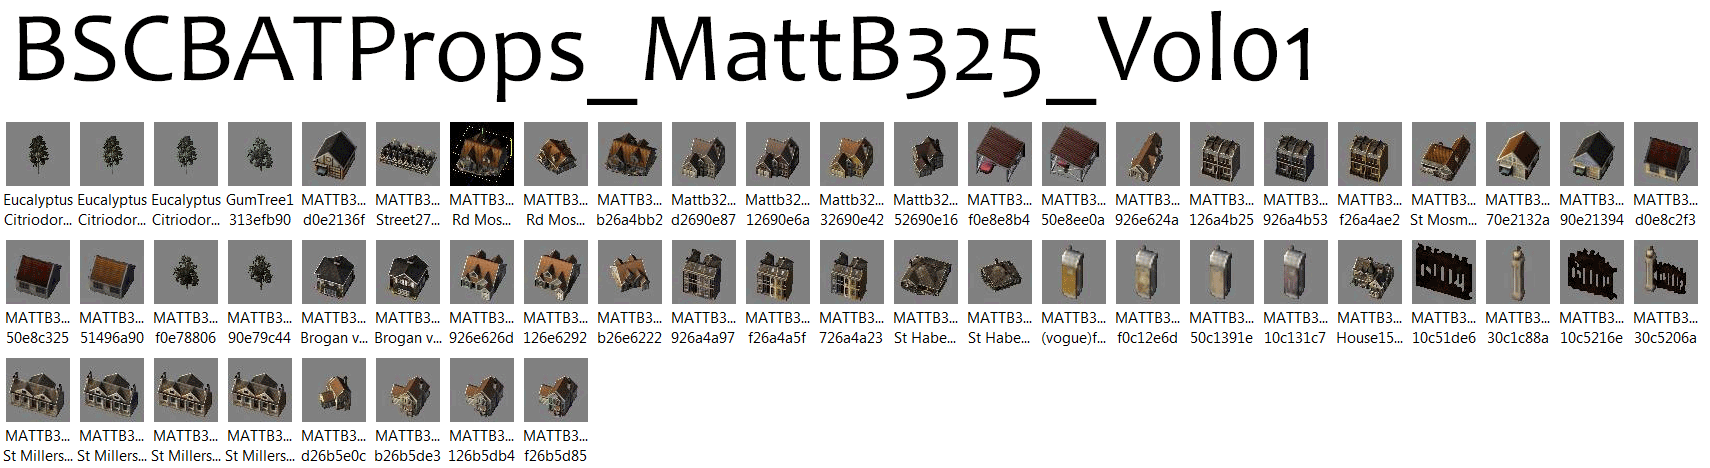 BSCBATProps_MattB325_Vol01
Eucalyptus Eucalyptus Eucalyptus GumTree1 MATTB3... MATTB3... MATTB3... MATTB3... MATTB3... Mattb32... Mattb32... Mattb32... Mattb32... MATTB3... MATTB3... MATTB3... MATTB3... MATTB3... MATTB3... MATTB3... MATTB3... MATTB3... MATTB3...
Citriodor... Citriodor... Citriodor... 313efb90 d0e2136f Street27... Rd Mos... Rd Mos... b26a4bb2 d2690e87 12690e6a 32690e42 52690e16 f0e8e8b4 50e8ee0a 926e624a 126a4b25 926a4b53 f26a4ae2 St Mosm... 70e2132a 90e21394 d0e8c2f3
MATTB3... MATTB3... MATTB3... MATTB3... MATTB3... MATTB3... MATTB3... MATTB3... MATTB3... MATTB3... MATTB3... MATTB3... MATTB3... MATTB3... MATTB3... MATTB3... MATTB3... MATTB3... MATTB3... MATTB3... MATTB3... MATTB3... MATTB3...
50e8c325 51496a90 f0e78806 90e79c44 Brogan v... Brogan v... 926e626d 126e6292 b26e6222 926a4a97 f26a4a5f 726a4a23 St Habe... St Habe... (vogue)f... f0c12e6d 50c1391e 10c131c7 House15... 10c51de6 30c1c88a 10c5216e 30c5206a
MATTB3... MATTB3... MATTB3... MATTB3... MATTB3... MATTB3... MATTB3... MATTB3...
St Millers... St Millers... St Millers... St Millers... d26b5e0c b26b5de3 126b5db4 f26b5d85